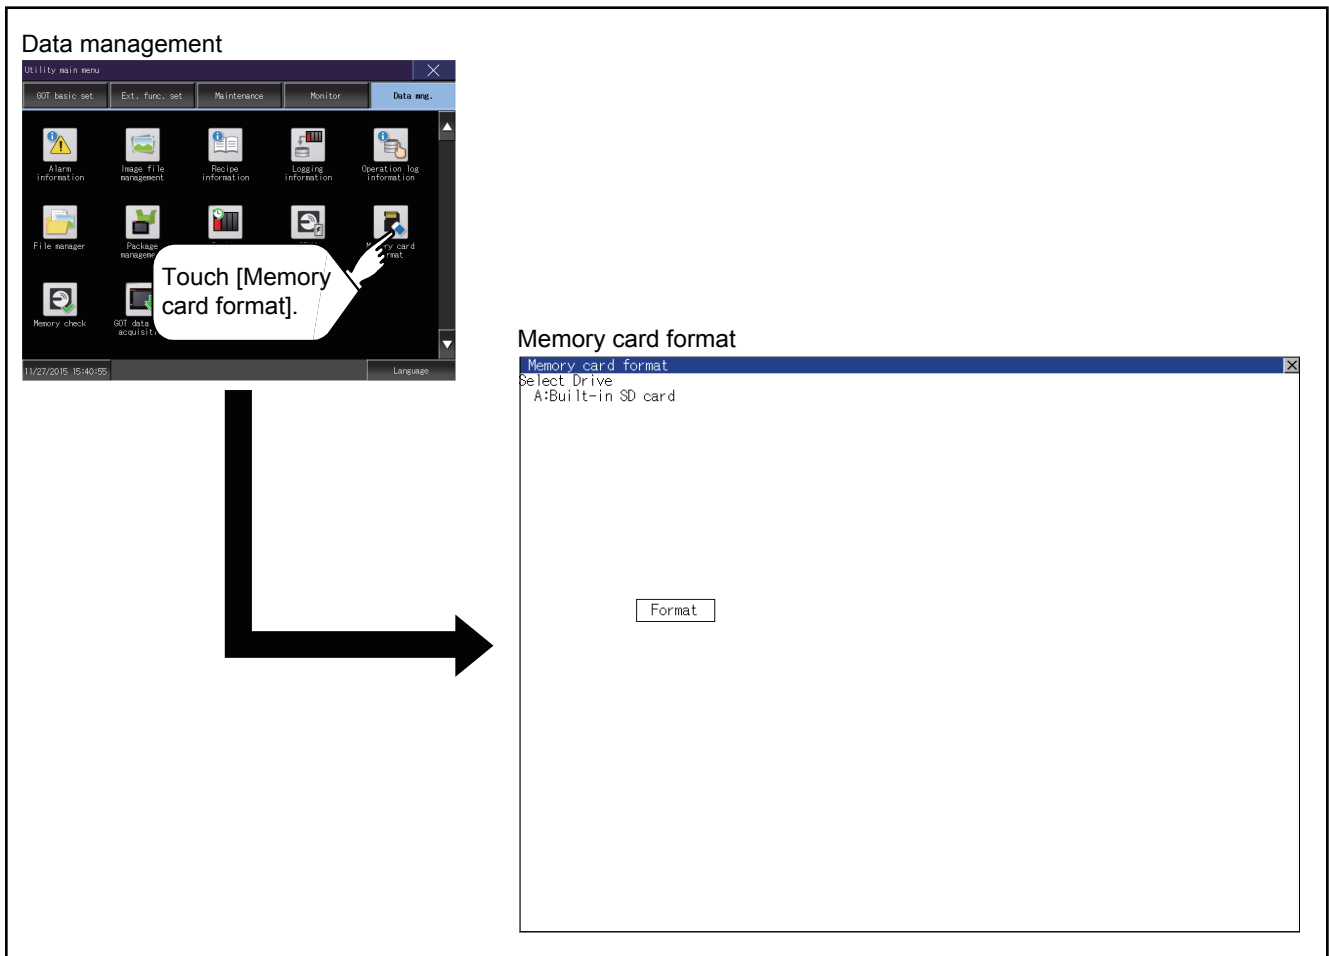 Data management
Utility main menu
GOT basic set Ext. func. set Maintenance Monitor Data mng.
Alarm information
Image file management
Recipe information
Logging information
Operation log information
File manager
Package
card
Memory check
GOT data
Touch [Memory
card format].
11/27/2015 15:40:55
Language
Memory card format
Memory card format
Select Drive
A:Built-in SD card
Format